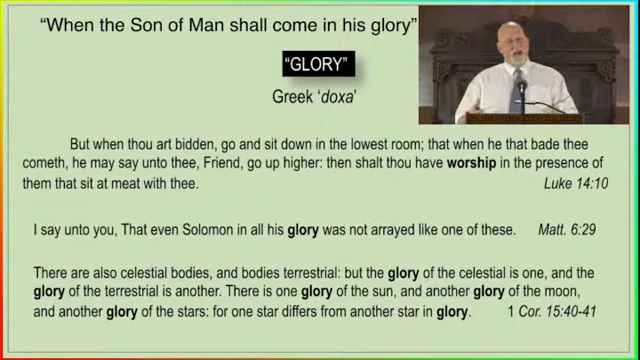 “When the Son of Man shall come in his glory”
“GLORY”
Greek ‘doxa’
But when thou art bidden, go and sit down in the lowest room; that when he that bade thee
cometh, he may say unto thee, Friend, go up higher: then shalt thou have worship in the presence of
them that sit at meat with thee. Luke 14:10
I say unto you, That even Solomon in all his glory was not arrayed like one of these. Matt. 6:29
There are also celestial bodies, and bodies terrestrial: but the glory of the celestial is one, and the
glory of the terrestrial is another. There is one glory of the sun, and another glory of the moon,
and another glory of the stars: for one star differs from another star in glory. 1 Cor. 15:40-41